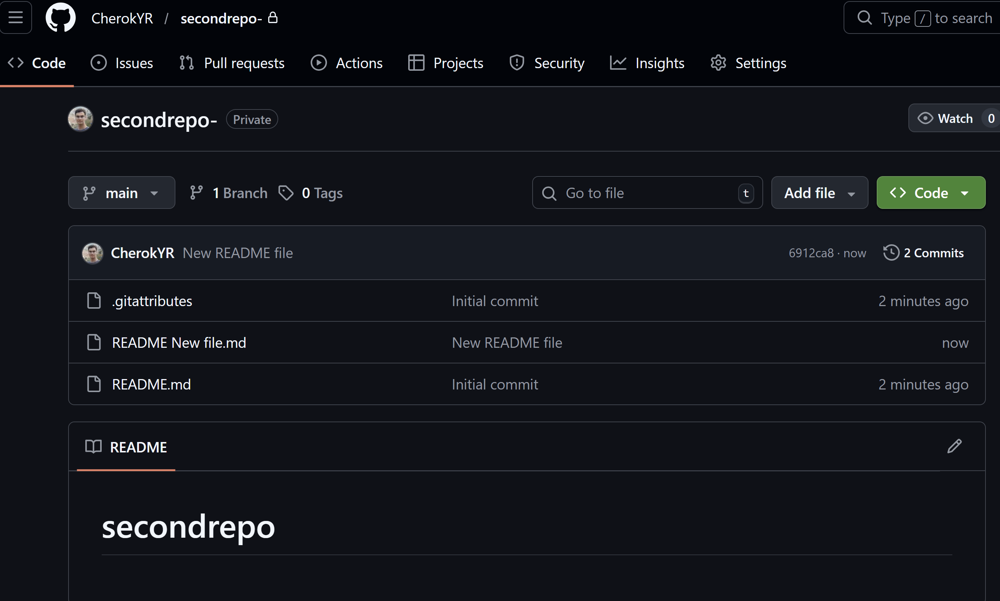 CherokYR / secondrepo-
Type / to search
Code Issues Pull requests Actions Projects Security Insights Settings
secondrepo- Private
Watch 0
main 1 Branch 0 Tags
Go to file t
Add file
Code
CherokYR New README file 6912ca8 · now 2 Commits
.gitattributes Initial commit 2 minutes ago
README New file.md New README file now
README.md Initial commit 2 minutes ago
README
secondrepo